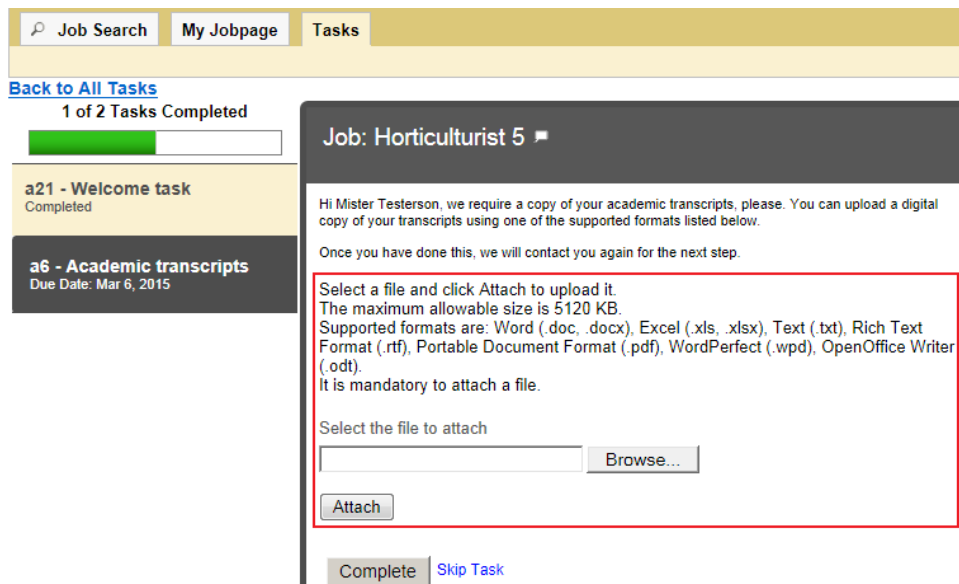 Job Search My Jobpage Tasks
Back to All Tasks
1 of 2 Tasks Completed
a21 - Welcome task
Completed
a6 - Academic transcripts
Due Date: Mar 6, 2015
Job: Horticulturist 5
Hi Mister Testerson, we require a copy of your academic transcripts, please. You can upload a digital
copy of your transcripts using one of the supported formats listed below.
Once you have done this, we will contact you again for the next step.
Select a file and click Attach to upload it.
The maximum allowable size is 5120 KB.
Supported formats are: Word (.doc, .docx), Excel (.xls, .xlsx), Text (.txt), Rich Text
Format (.rtf), Portable Document Format (.pdf), WordPerfect (.wpd), OpenOffice Writer
(.odt).
It is mandatory to attach a file.
Select the file to attach
Browse...
Attach
Complete Skip Task